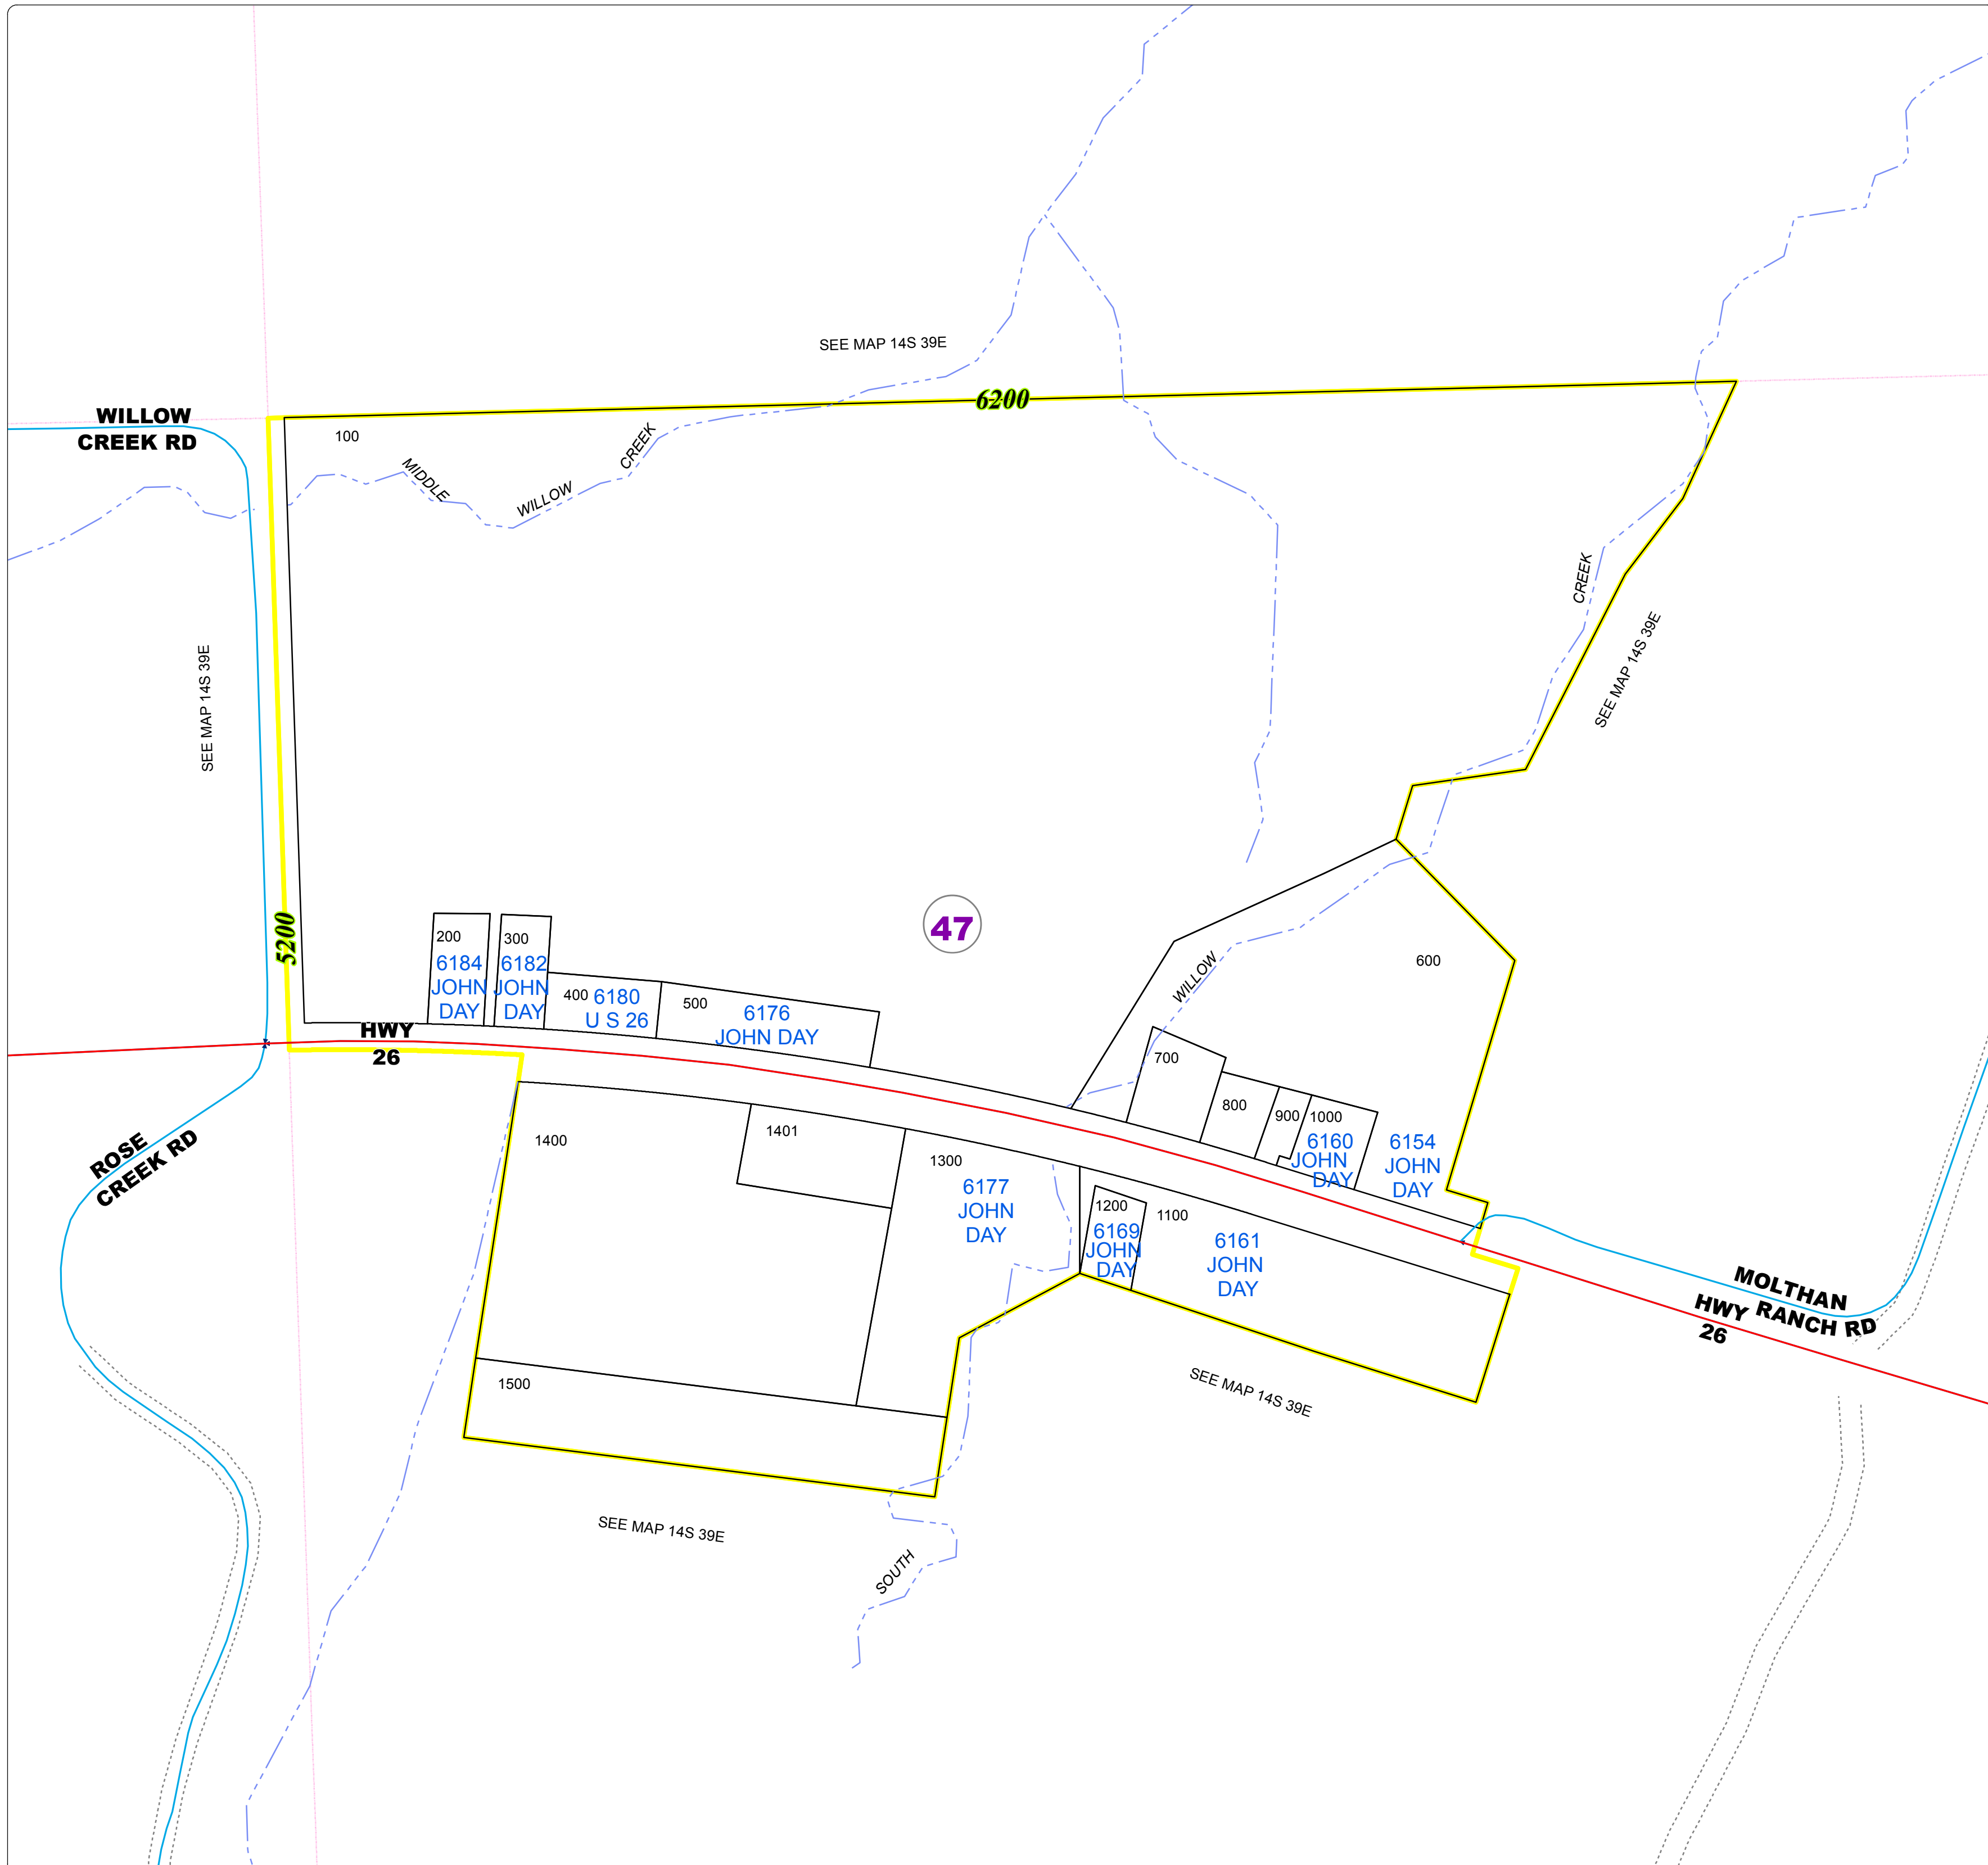 SEE MAP 14S 39E
6200
WILLOW
CREEK RD
100
MIDDLE
WILLOW
CREEK
CREEK
SEE MAP 14S 39E
SEE MAP 14S 39E
5200
47
200
6184
JOHN
DAY
300
6182
JOHN
DAY
400
6180
U S 26
500
6176
JOHN DAY
WILLOW
600
HWY
26
700
800
900
1000
6160
JOHN
DAY
6154
JOHN
DAY
ROSE
CREEK RD
1400
1401
1300
6177
JOHN
DAY
1200
6169
JOHN
DAY
1100
6161
JOHN
DAY
MOLTHAN
RANCH RD
HWY
26
1500
SEE MAP 14S 39E
SEE MAP 14S 39E
SOUTH